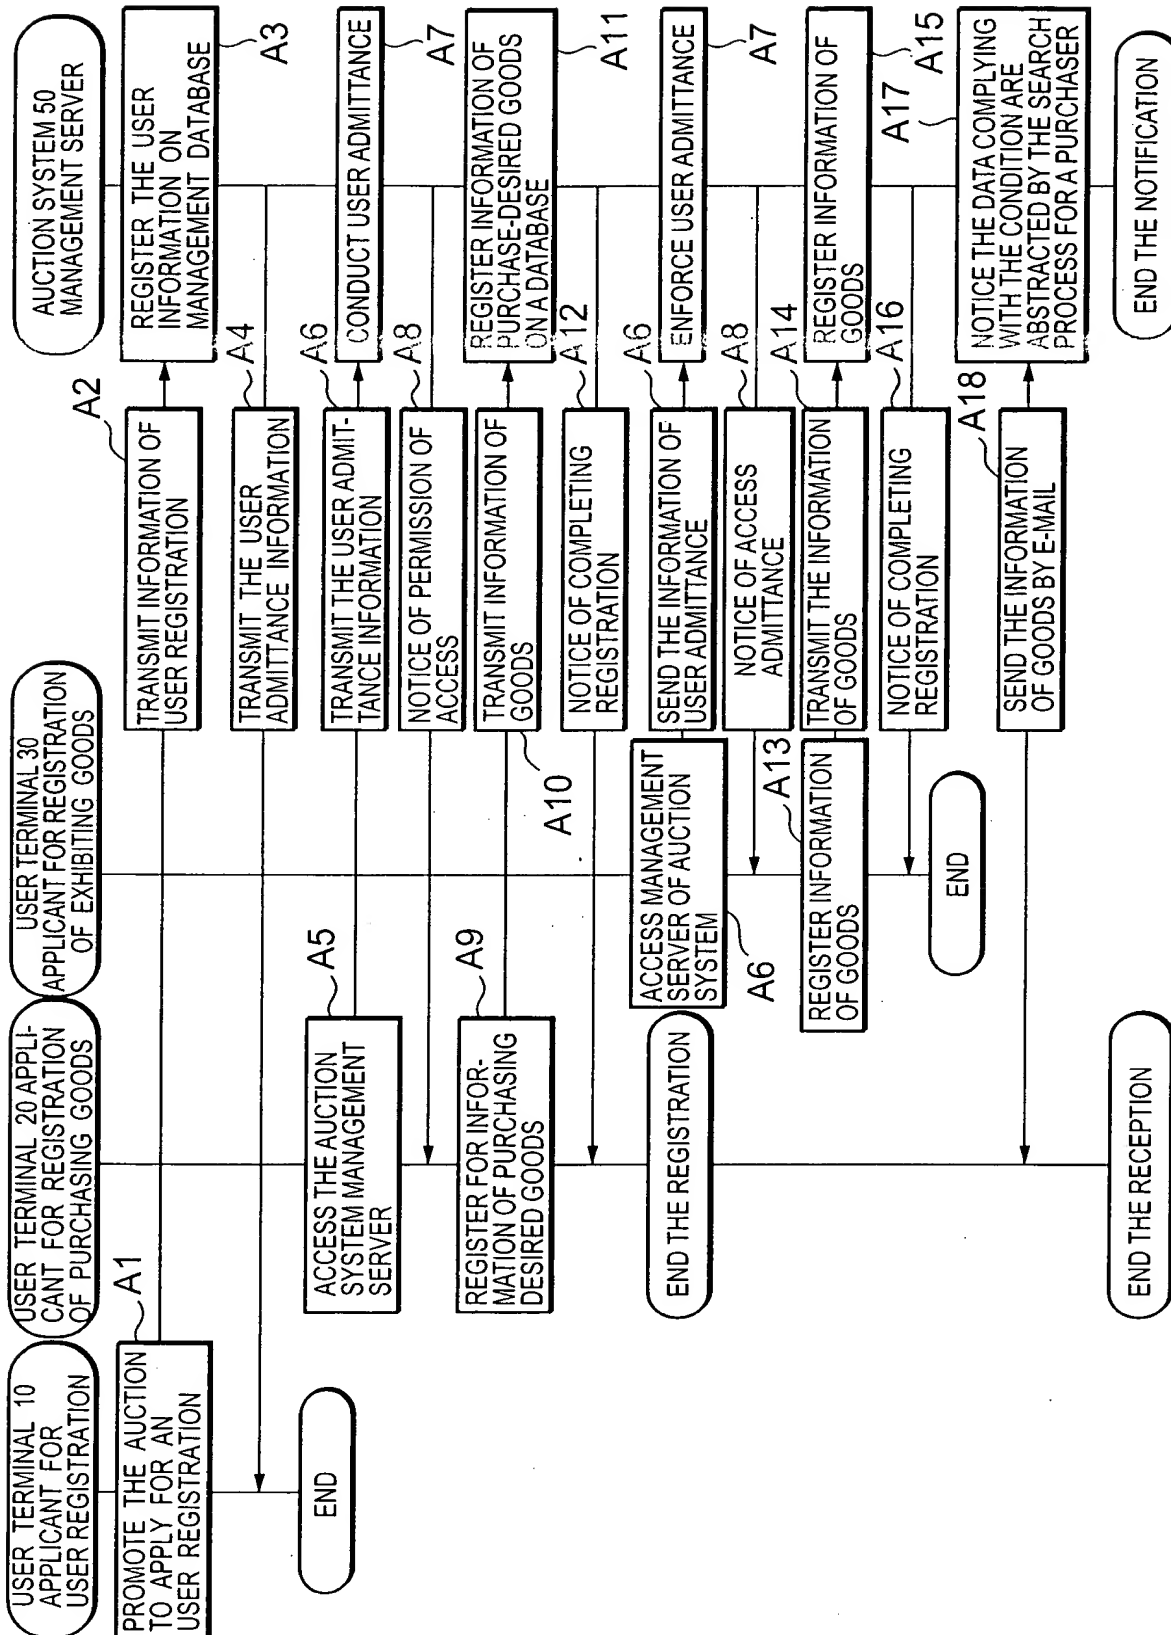 USER TERMINAL 10
APPLICANT FOR
USER REGISTRATION
USER TERMINAL 20 APPLI-
CANT FOR REGISTRATION
OF PURCHASING GOODS
USER TERMINAL 30
APPLICANT FOR REGISTRATION
OF EXHIBITING GOODS
AUCTION SYSTEM 50
MANAGEMENT SERVER
A1
PROMOTE THE AUCTION
TO APPLY FOR AN
USER REGISTRATION
A2
TRANSMIT INFORMATION OF
USER REGISTRATION
REGISTER THE USER
INFORMATION ON
MANAGEMENT DATABASE
A3
A4
TRANSMIT THE USER
ADMITTANCE INFORMATION
END
A5
ACCESS THE AUCTION
SYSTEM MANAGEMENT
SERVER
A6
TRANSMIT THE USER ADMIT-
TANCE INFORMATION
CONDUCT USER ADMITTANCE
A7
A8
NOTICE OF PERMISSION OF
ACCESS
A9
REGISTER FOR INFOR-
MATION OF PURCHASING
DESIRED GOODS
TRANSMIT INFORMATION OF
GOODS
A10
REGISTER INFORMATION OF
PURCHASE-DESIRED GOODS
ON A DATABASE
A11
A12
NOTICE OF COMPLETING
REGISTRATION
END THE REGISTRATION
ACCESS MANAGEMENT
SERVER OF AUCTION
SYSTEM
A6
A6
SEND THE INFORMATION OF
USER ADMITTANCE
ENFORCE USER ADMITTANCE
A7
A8
NOTICE OF ACCESS
ADMITTANCE
A13
REGISTER INFORMATION
OF GOODS
A14
TRANSMIT THE INFORMATION
OF GOODS
REGISTER INFORMATION OF
GOODS
A15
A16
NOTICE OF COMPLETING
REGISTRATION
END
A17
NOTICE THE DATA COMPLYING
WITH THE CONDITION ARE
ABSTRACTED BY THE SEARCH
PROCESS FOR A PURCHASER
A18
SEND THE INFORMATION
OF GOODS BY E-MAIL
END THE RECEPTION
END THE NOTIFICATION